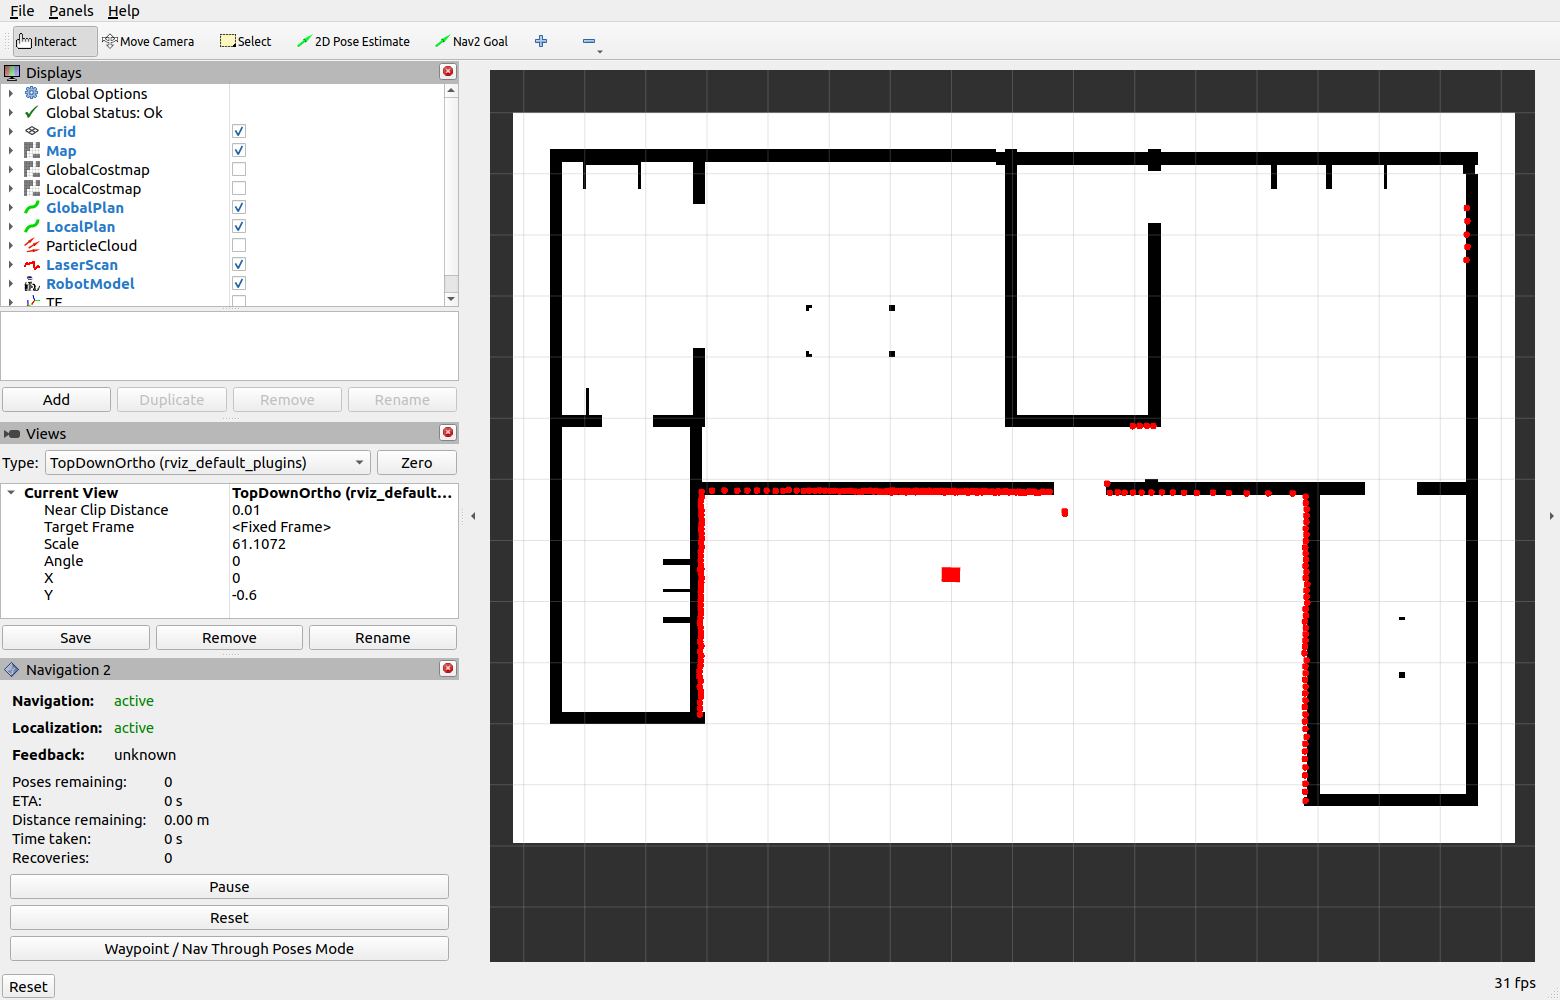 File Panels Help
Interact Move Camera Select 2D Pose Estimate Nav2 Goal
Displays
Global Options
Global Status: Ok
Grid
Map
GlobalCostmap
LocalCostmap
GlobalPlan
LocalPlan
ParticleCloud
LaserScan
RobotModel
TF
Add Duplicate Remove Rename
Views
Type: TopDownOrtho (rviz_default_plugins) Zero
Current View TopDownOrtho (rviz_default...
Near Clip Distance 0.01
Target Frame <Fixed Frame>
Scale 61.1072
Angle 0
X 0
Y -0.6
Save Remove Rename
Navigation 2
Navigation: active
Localization: active
Feedback: unknown
Poses remaining: 0
ETA: 0 s
Distance remaining: 0.00 m
Time taken: 0 s
Recoveries: 0
Pause
Reset
Waypoint / Nav Through Poses Mode
Reset
31 fps